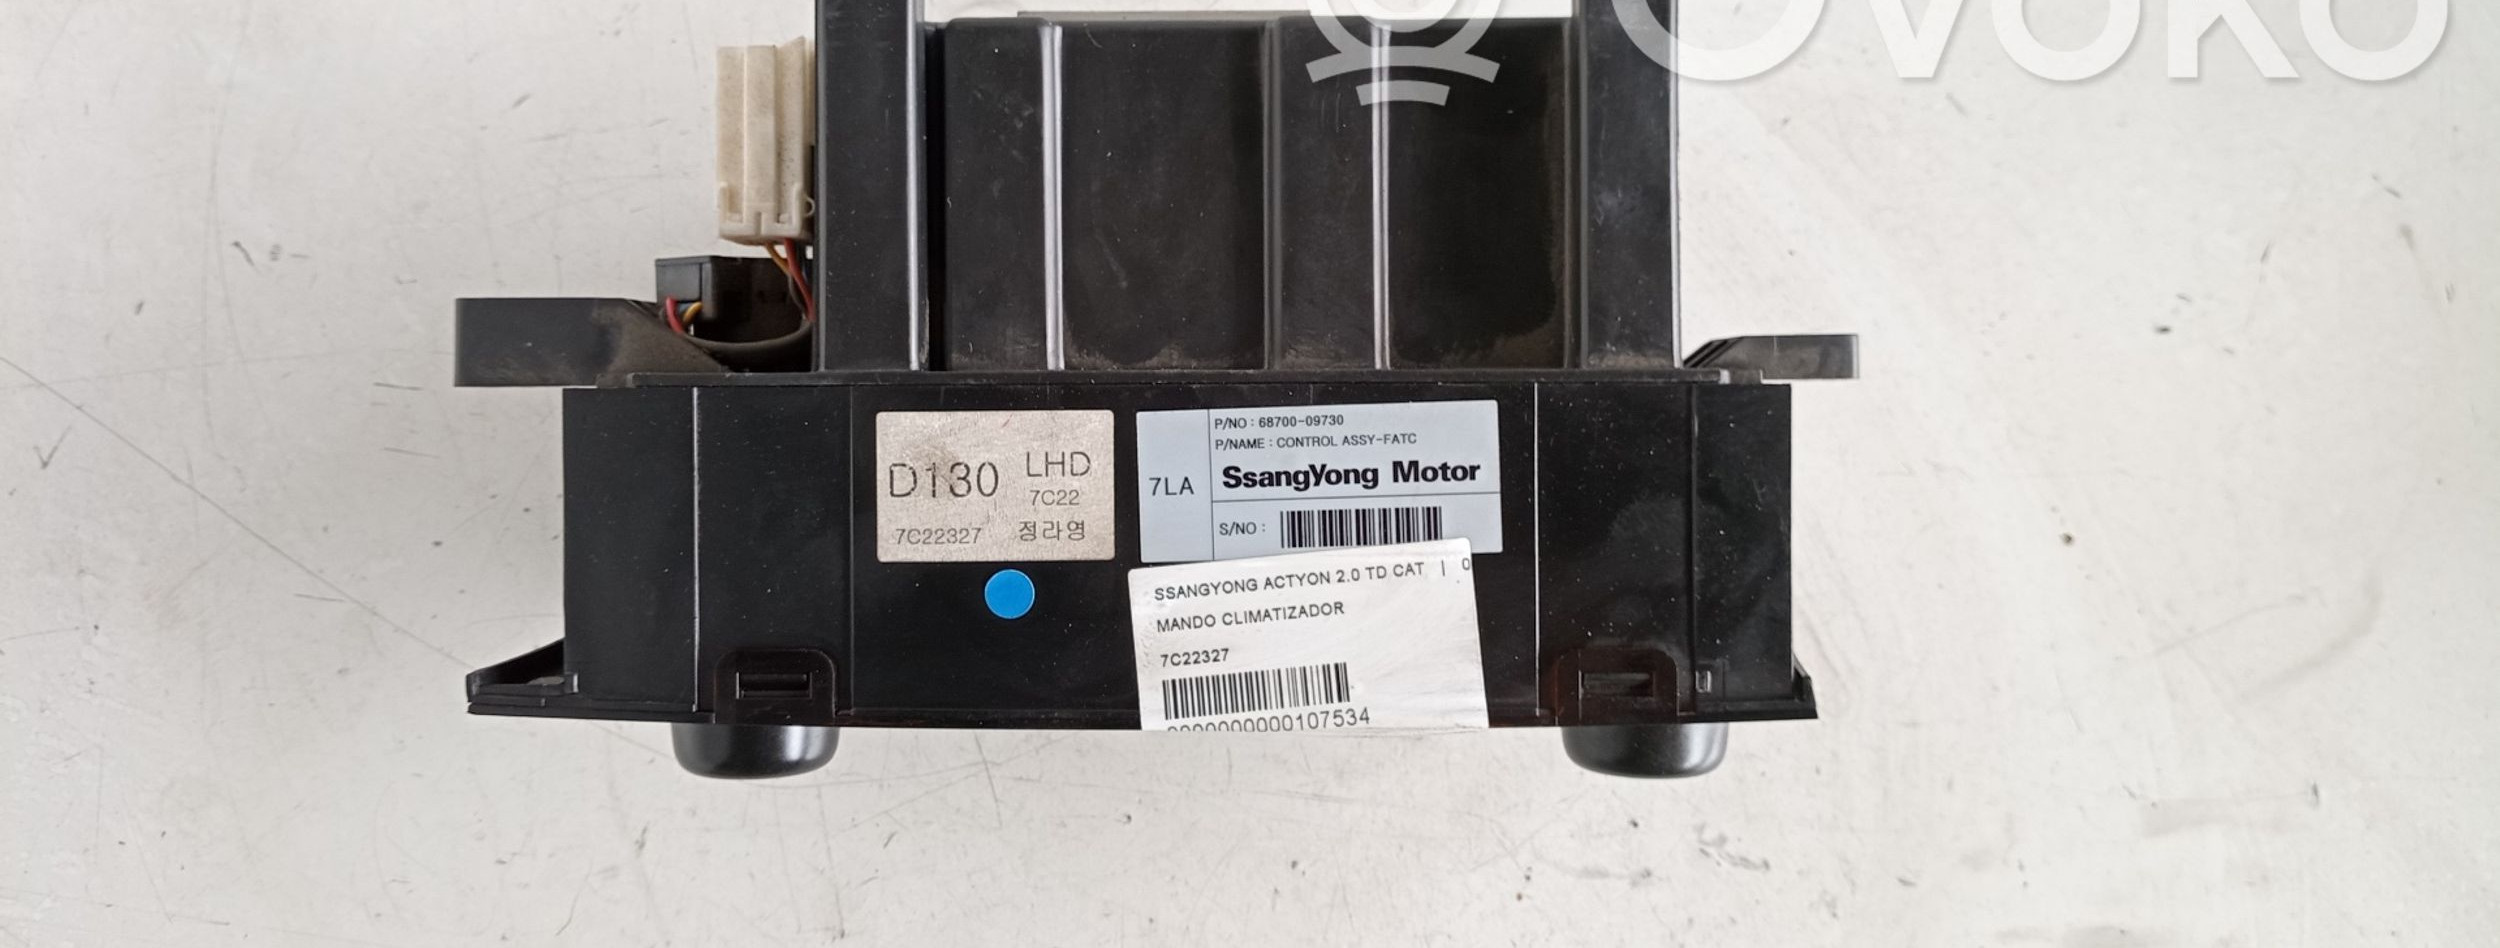 OVOKO
D130 LHD
7C22
7C22327 정라영
7LA
P/NO : 68700-09730
P/NAME : CONTROL ASSY-FATC
SsangYong Motor
S/NO :
SSANGYONG ACTYON 2.0 TD CAT | 0
MANDO CLIMATIZADOR
7C22327
0000000000107534